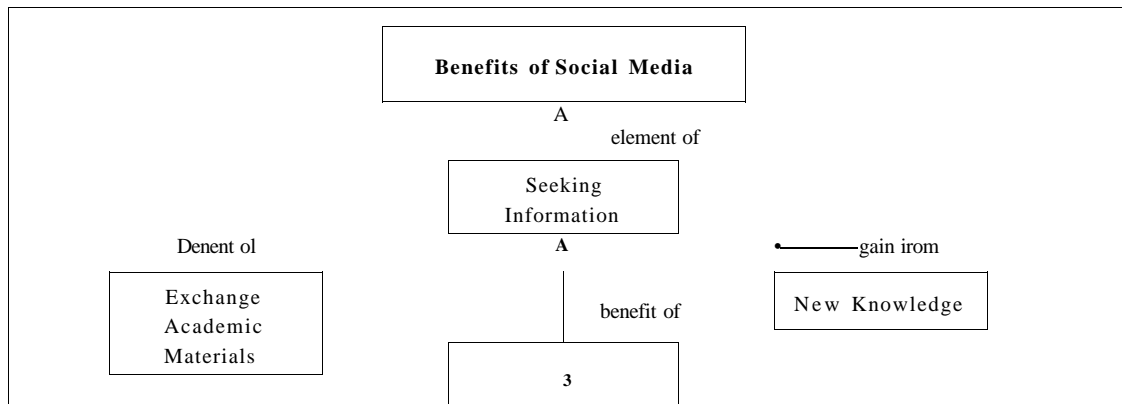 Benefits of Social Media
A
element of
Seeking
Information
Denent ol
A
gain irom
Exchange
Academic
Materials
benefit of
New Knowledge
3